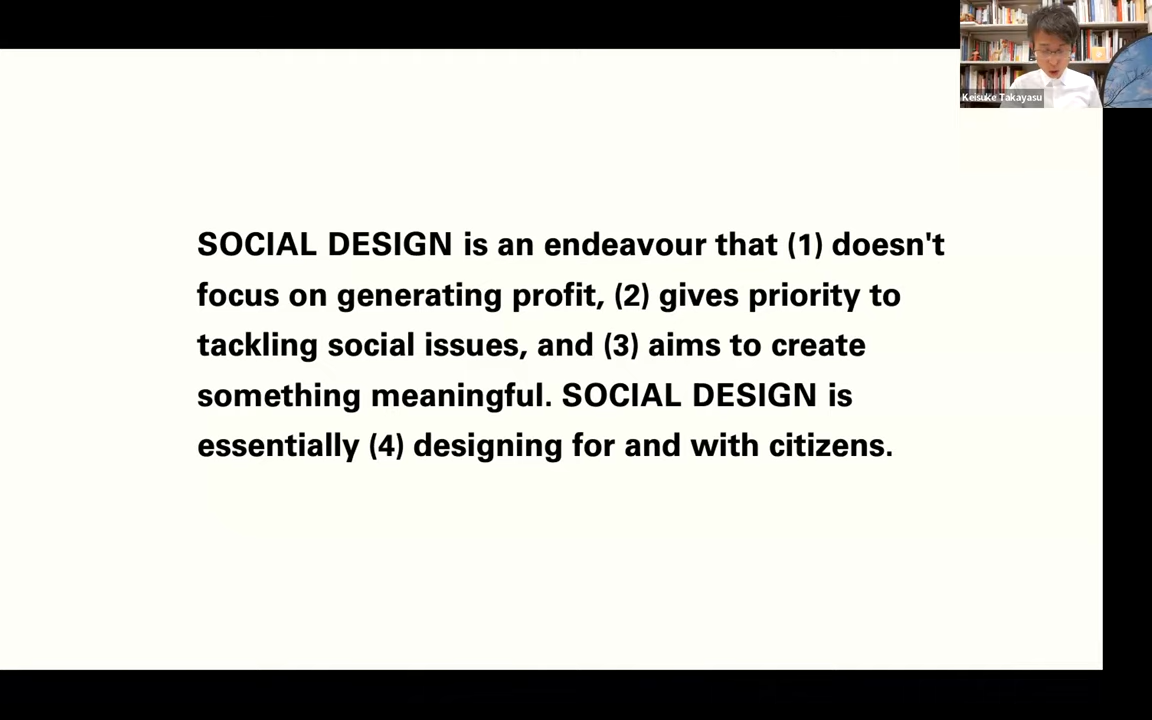 Keisuke Takayasu
SOCIAL DESIGN is an endeavour that (1) doesn't
focus on generating profit, (2) gives priority to
tackling social issues, and (3) aims to create
something meaningful. SOCIAL DESIGN is
essentially (4) designing for and with citizens.